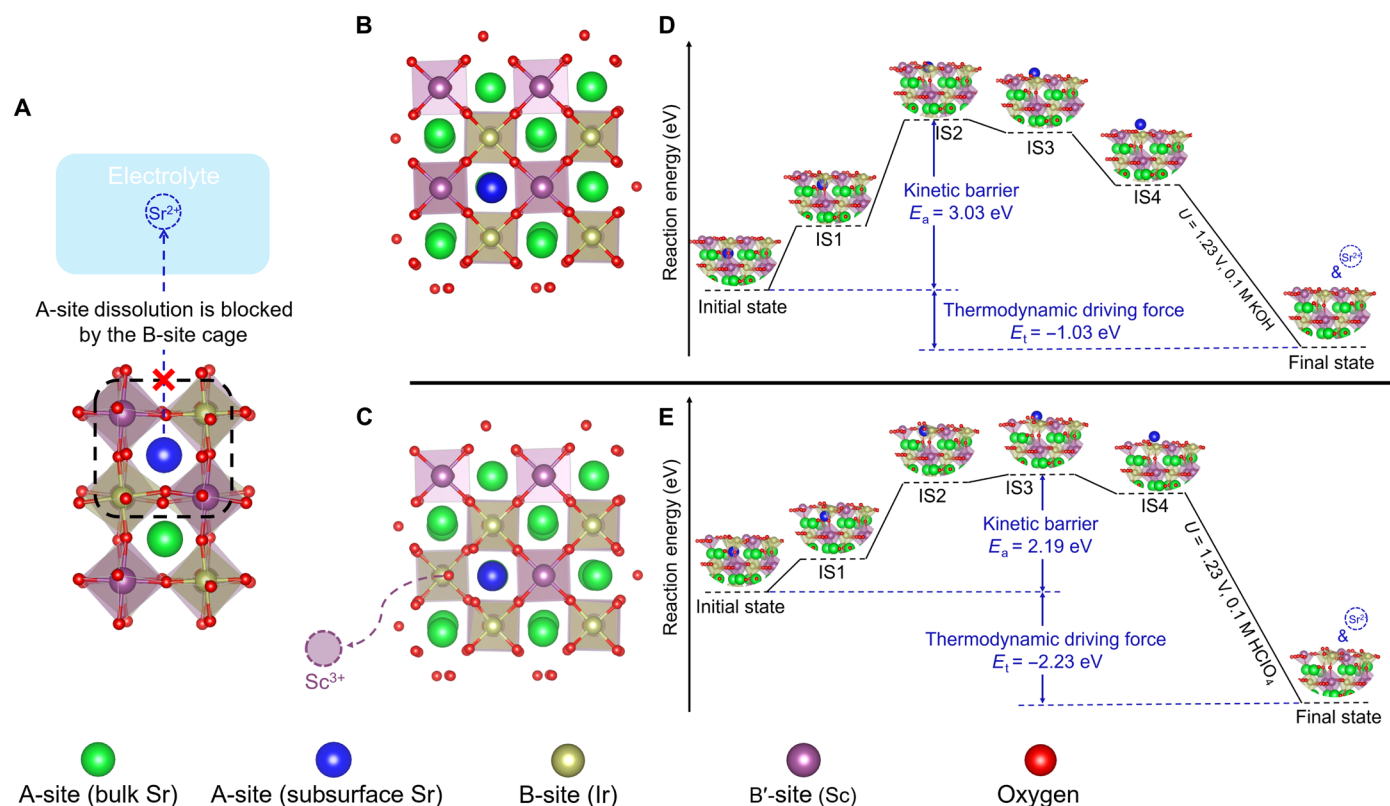 A
Electrolyte
Sr2+
A-site dissolution is blocked
by the B-site cage
B
C
Sc3+
D
Reaction energy (eV)
Initial state
IS1
IS2
IS3
IS4
Kinetic barrier
Ea = 3.03 eV
Thermodynamic driving force
Et = −1.03 eV
U = 1.23 V, 0.1 M KOH
Sr2+
&
Final state
E
Reaction energy (eV)
Initial state
IS1
IS2
IS3
IS4
Kinetic barrier
Ea = 2.19 eV
Thermodynamic driving force
Et = −2.23 eV
U = 1.23 V, 0.1 M HClO4
Sr2+
&
Final state
A-site (bulk Sr)
A-site (subsurface Sr)
B-site (Ir)
B′-site (Sc)
Oxygen